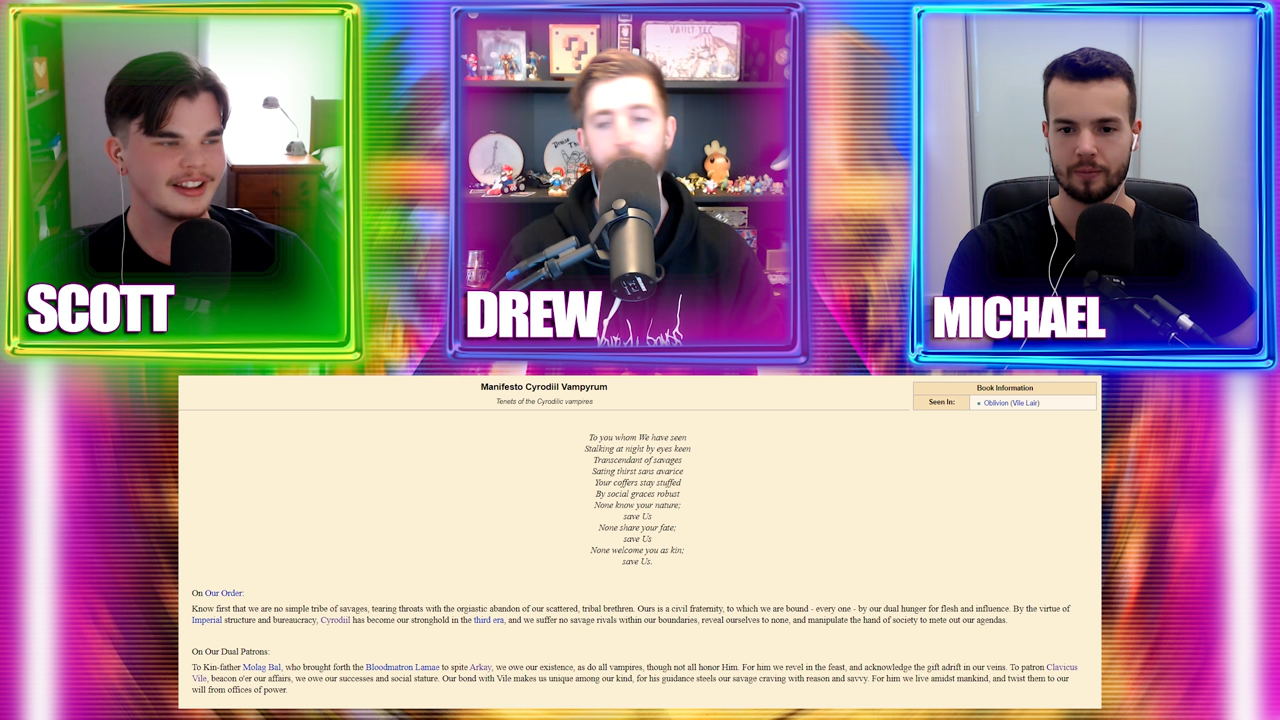 VAULT-TEC
SCOTT
DREW
MICHAEL
Manifesto Cyrodiil Vampyrum
Tenets of the Cyrodilic vampires
Book Information
Seen In:
Oblivion (Vile Lair)
To you whom We have seen
Stalking at night by eyes keen
Transcendant of savages
Sating thirst sans avarice
Your coffers stay stuffed
By social graces robust
None know your nature;
save Us
None share your fate;
save Us
None welcome you as kin;
save Us.
On Our Order:
Know first that we are no simple tribe of savages, tearing throats with the orgiastic abandon of our scattered, tribal brethren. Ours is a civil fraternity, to which we are bound - every one - by our dual hunger for flesh and influence. By the virtue of
Imperial structure and bureaucracy, Cyrodiil has become our stronghold in the third era, and we suffer no savage rivals within our boundaries, reveal ourselves to none, and manipulate the hand of society to mete out our agendas.
On Our Dual Patrons:
To Kin-father Molag Bal, who brought forth the Bloodmatron Lamae to spite Arkay, we owe our existence, as do all vampires, though not all honor Him. For him we revel in the feast, and acknowledge the gift adrift in our veins. To patron Clavicus
Vile, beacon o'er our affairs, we owe our successes and social stature. Our bond with Vile makes us unique among our kind, for his guidance steels our savage craving with reason and savvy. For him we live amidst mankind, and twist them to our
will from offices of power.